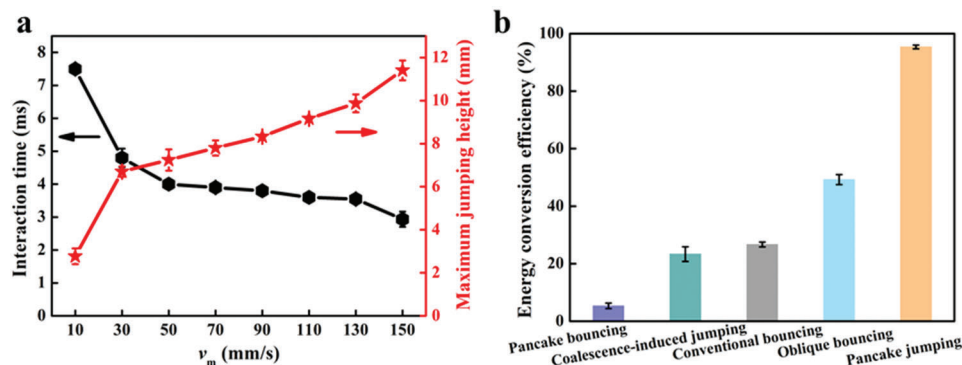 a
8
7
6
5
4
3
2
1
0
Interaction time (ms)
10 30 50 70 90 110 130 150
vm (mm/s)
12
10
8
6
4
2
0
Maximum jumping height (mm)
b
100
80
60
40
20
0
Energy conversion efficiency (%)
Pancake bouncing
Coalescence-induced jumping
Conventional bouncing
Oblique bouncing
Pancake jumping